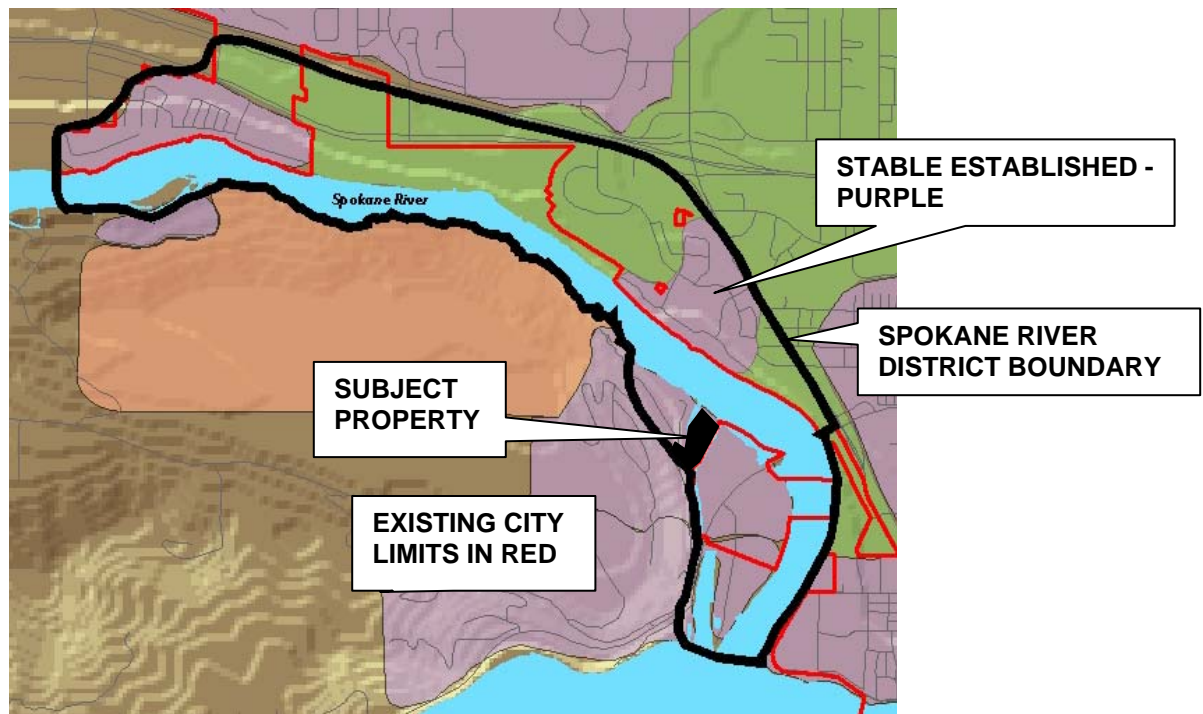 STABLE ESTABLISHED -
PURPLE
Spokane River
SPOKANE RIVER
DISTRICT BOUNDARY
SUBJECT
PROPERTY
EXISTING CITY
LIMITS IN RED